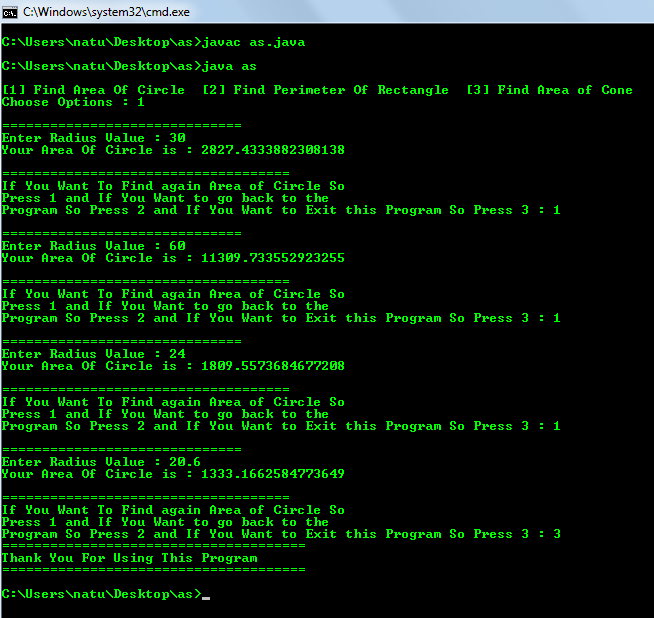 C:\Windows\system32\cmd.exe
C:\Users\natu\Desktop\as>javac as.java
C:\Users\natu\Desktop\as>java as
[1] Find Area Of Circle  [2] Find Perimeter Of Rectangle  [3] Find Area of Cone
Choose Options : 1
==============================
Enter Radius Value : 30
Your Area Of Circle is : 2827.4333882308138
====================================
If You Want To Find again Area of Circle So
Press 1 and If You Want to go back to the
Program So Press 2 and If You Want to Exit this Program So Press 3 : 1
==============================
Enter Radius Value : 60
Your Area Of Circle is : 11309.733552923255
====================================
If You Want To Find again Area of Circle So
Press 1 and If You Want to go back to the
Program So Press 2 and If You Want to Exit this Program So Press 3 : 1
==============================
Enter Radius Value : 24
Your Area Of Circle is : 1809.5573684677208
====================================
If You Want To Find again Area of Circle So
Press 1 and If You Want to go back to the
Program So Press 2 and If You Want to Exit this Program So Press 3 : 1
==============================
Enter Radius Value : 20.6
Your Area Of Circle is : 1333.1662584773649
====================================
If You Want To Find again Area of Circle So
Press 1 and If You Want to go back to the
Program So Press 2 and If You Want to Exit this Program So Press 3 : 3
======================================
Thank You For Using This Program
======================================
C:\Users\natu\Desktop\as>_